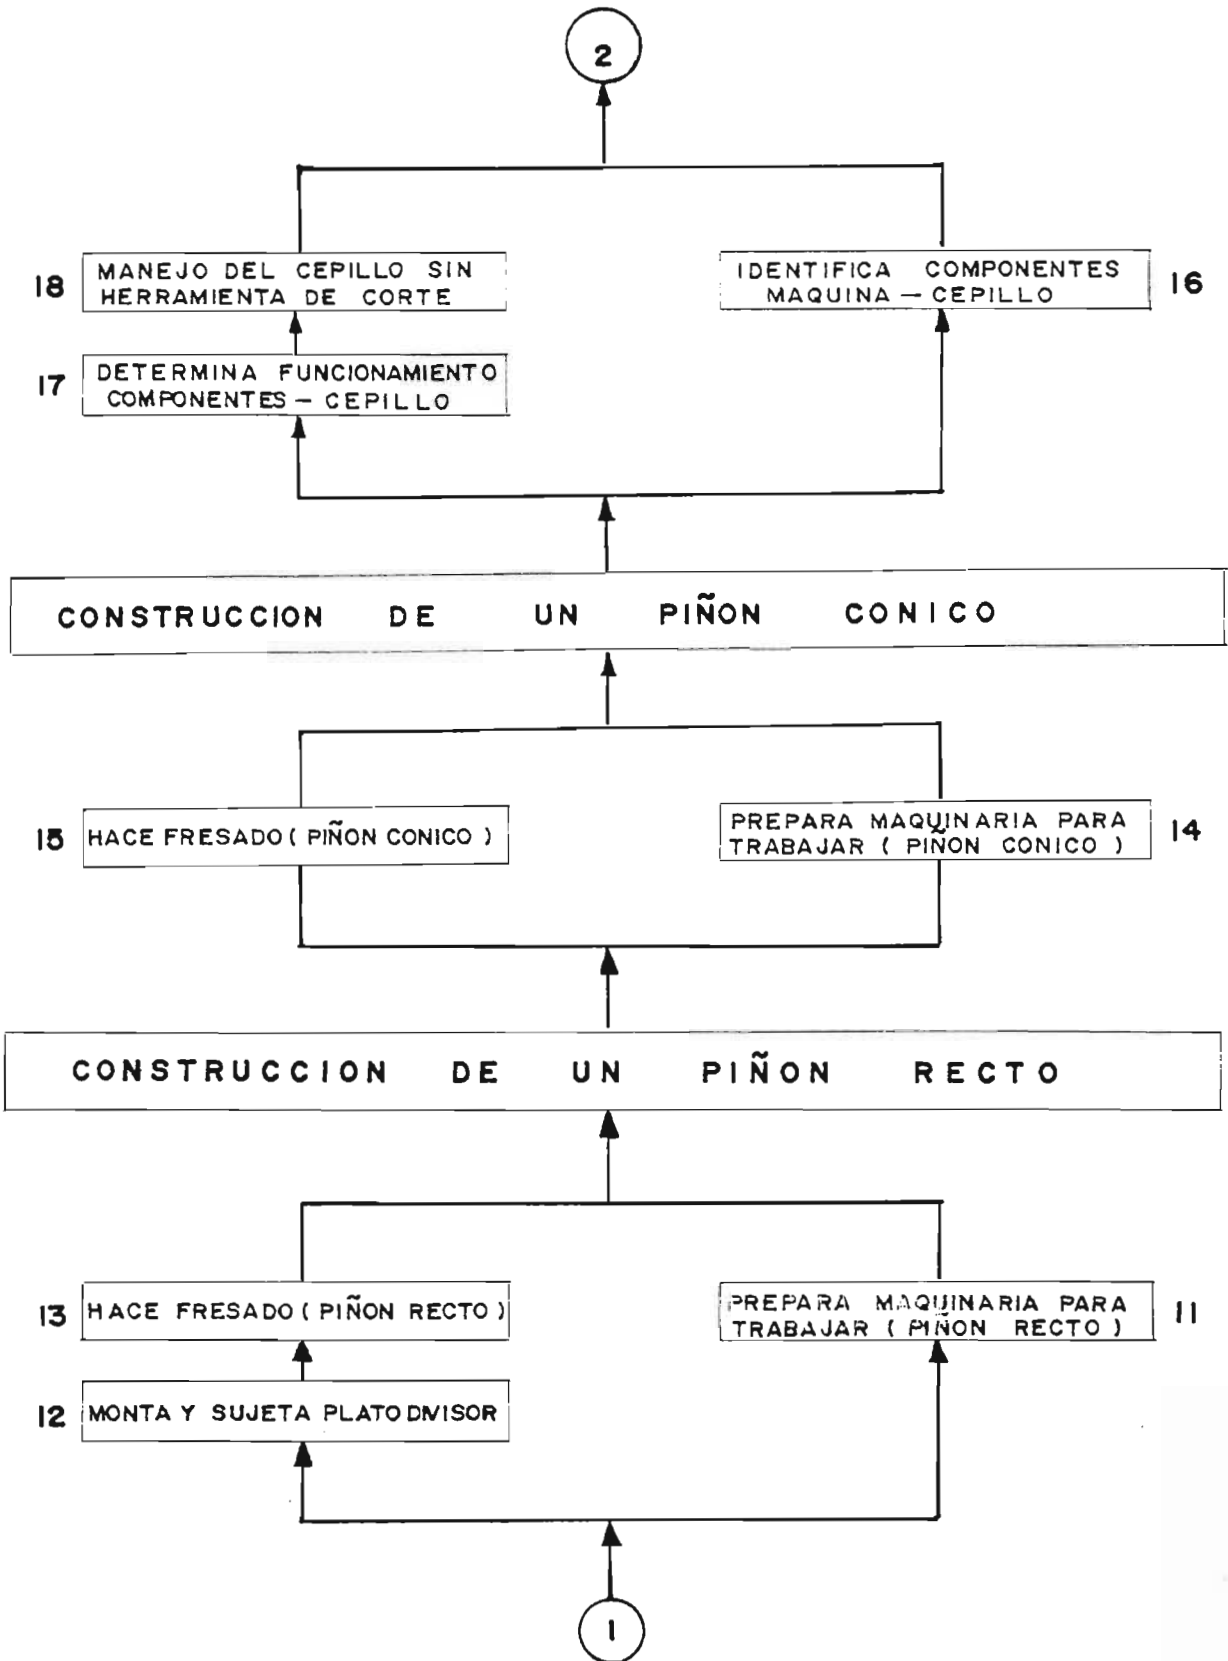 2
18
MANEJO DEL CEPILLO SIN
HERRAMIENTA DE CORTE
IDENTIFICA COMPONENTES
MAQUINA - CEPILLO
16
17
DETERMINA FUNCIONAMIENTO
COMPONENTES - CEPILLO
CONSTRUCCION DE UN PIÑON CONICO
15
HACE FRESADO ( PIÑON CONICO )
PREPARA MAQUINARIA PARA
TRABAJAR ( PIÑON CONICO )
14
CONSTRUCCION DE UN PIÑON RECTO
13
HACE FRESADO ( PIÑON RECTO )
PREPARA MAQUINARIA PARA
TRABAJAR ( PIÑON RECTO )
11
12
MONTA Y SUJETA PLATO DIVISOR
1